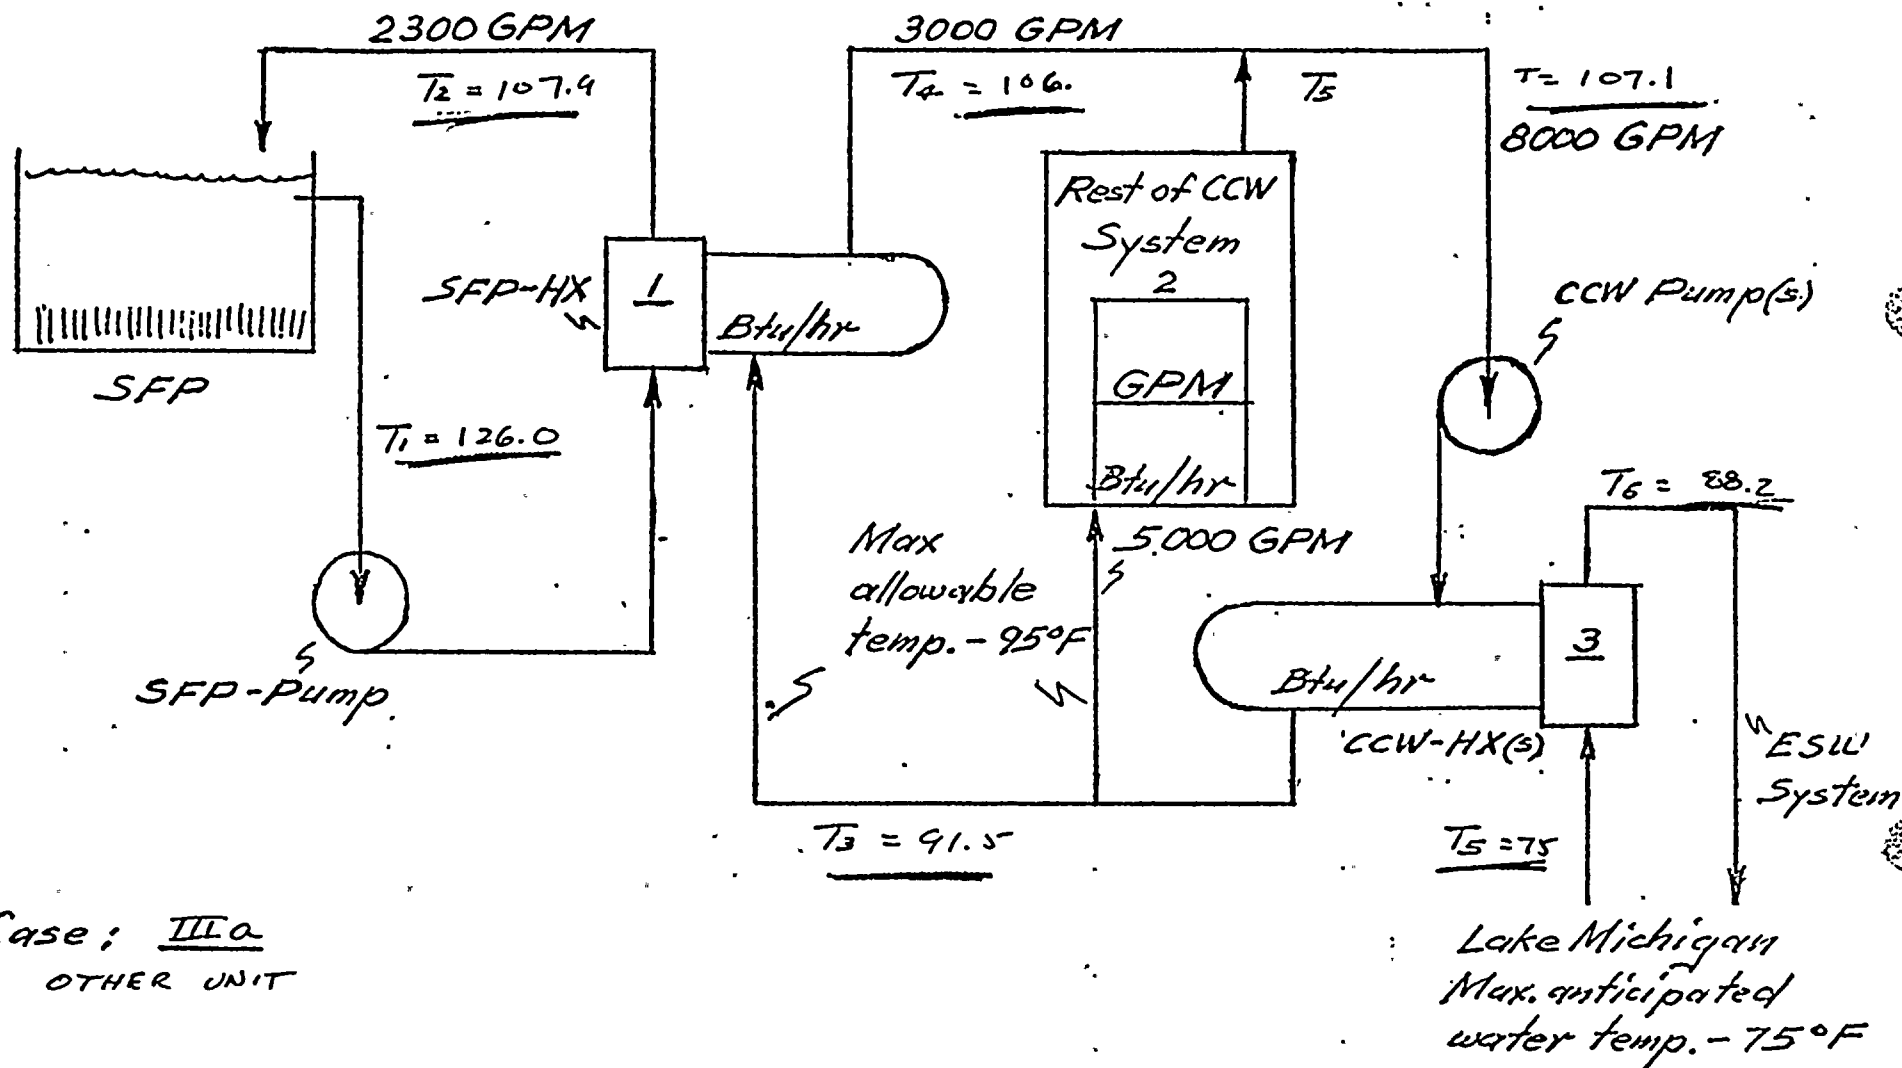 2300 GPM
T2 = 107.9
3000 GPM
T4 = 106.
T5
T= 107.1
8000 GPM
Rest of CCW
System
2
GPM
Btu/hr
SFP-HX
1
Btu/hr
CCW Pump(s)
SFP
T1 = 126.0
Max
allowable
temp. - 95°F
5000 GPM
T6 = 88.2
SFP-Pump
3
Btu/hr
CCW-HX(s)
ESW
System
T3 = 91.5
T5 = 75
Case: IIIa
OTHER UNIT
Lake Michigan
Max. anticipated
water temp. - 75°F